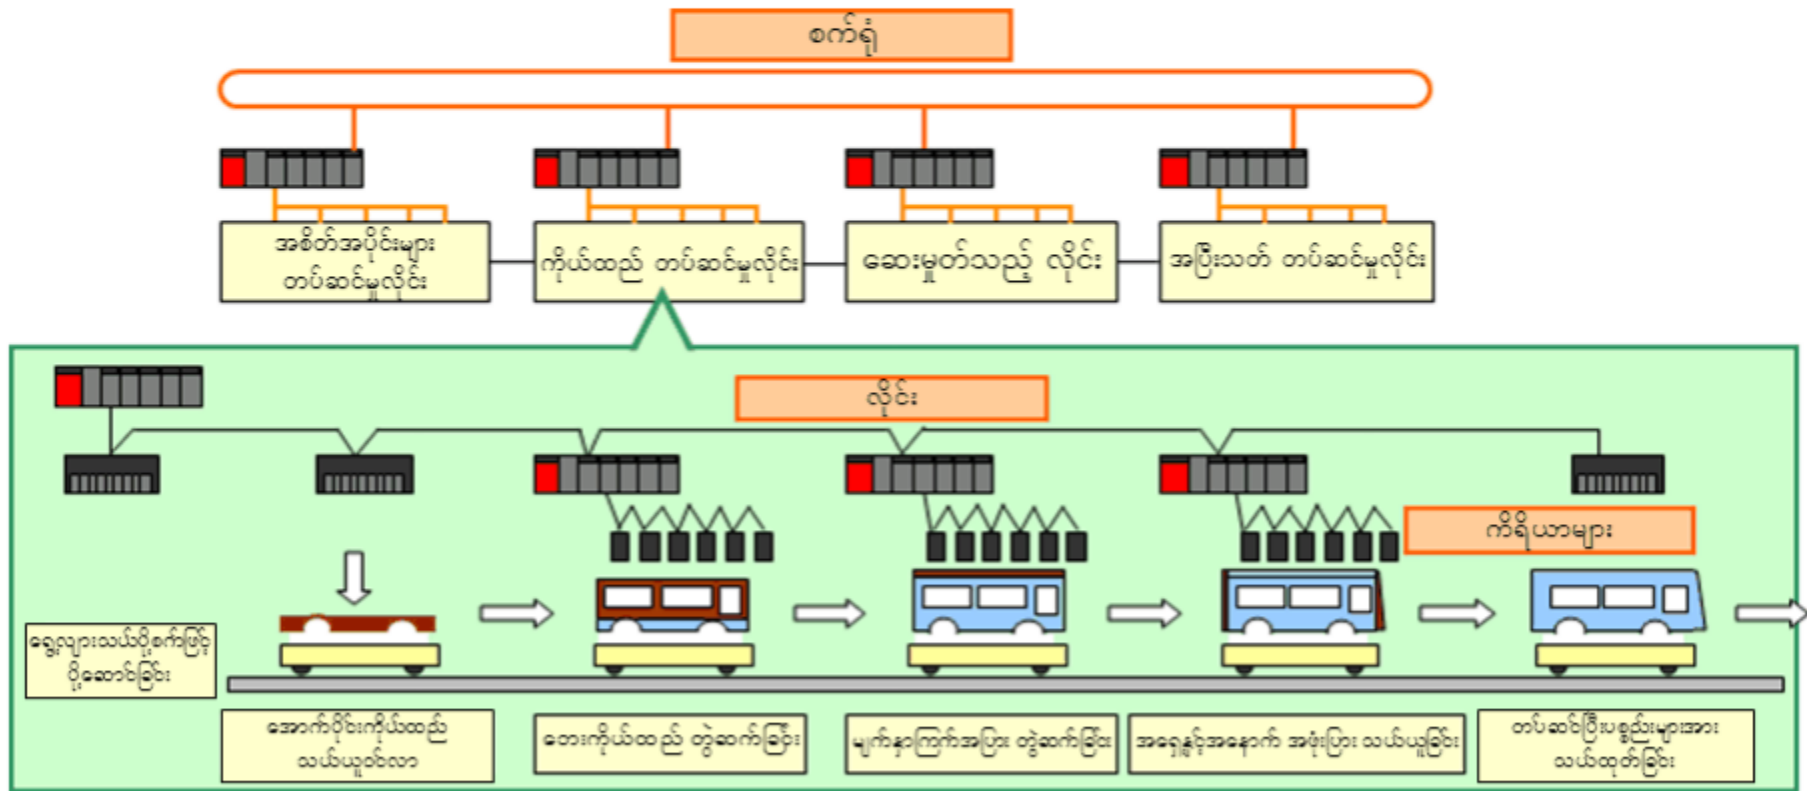 စက်ရုံ
အစိတ်အပိုင်းများ
တပ်ဆင်မှုလိုင်း
ကိုယ်ထည် တပ်ဆင်မှုလိုင်း
ဆေးမှုတ်သည့် လိုင်း
အပြီးသတ် တပ်ဆင်မှုလိုင်း
လိုင်း
ကိရိယာများ
ရွေ့လျားသယ်ပို့စက်ဖြင့်
ပို့ဆောင်ခြင်း
အောက်ပိုင်းကိုယ်ထည်
သယ်ယူဝင်လာ
ဘေးကိုယ်ထည် တွဲဆက်ခြင်း
မျက်နှာကြက်အပြား တွဲဆက်ခြင်း
အရှေ့နှင့်အနောက် အဖုံးပြား သယ်ယူခြင်း
တပ်ဆင်ပြီးပစ္စည်းများအား
သယ်ထုတ်ခြင်း